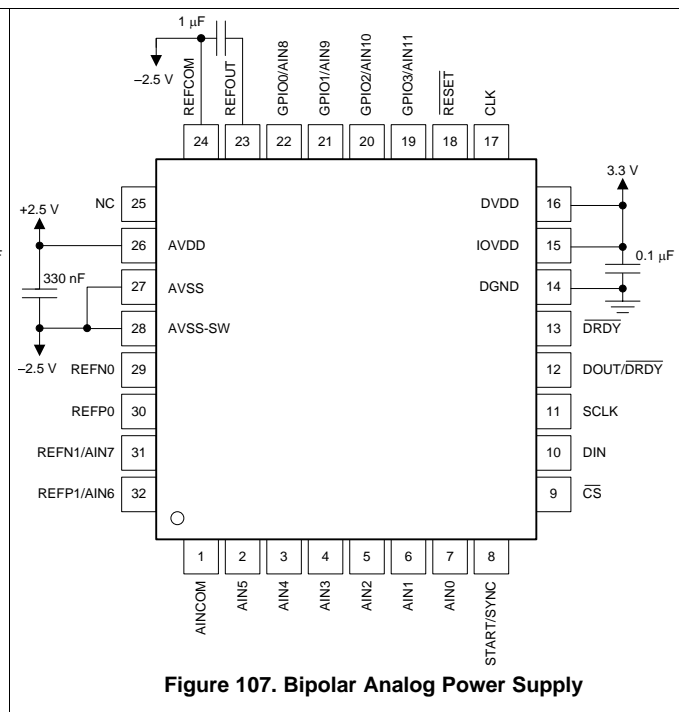 1 μF
–2.5 V
REFCOM
REFOUT
GPIO0/AIN8
GPIO1/AIN9
GPIO2/AIN10
GPIO3/AIN11
RESET
CLK
24
23
22
21
20
19
18
17
3.3 V
NC
25
DVDD
16
+2.5 V
26
AVDD
IOVDD
15
F
330 nF
0.1 μF
27
AVSS
DGND
14
28
AVSS-SW
DRDY
13
–2.5 V
REFN0
29
DOUT/DRDY
12
REFP0
30
11
SCLK
REFN1/AIN7
31
10
DIN
REFP1/AIN6
32
9
CS
1
2
3
4
5
6
7
8
AINCOM
AIN5
AIN4
AIN3
AIN2
AIN1
AIN0
START/SYNC
Figure 107. Bipolar Analog Power Supply